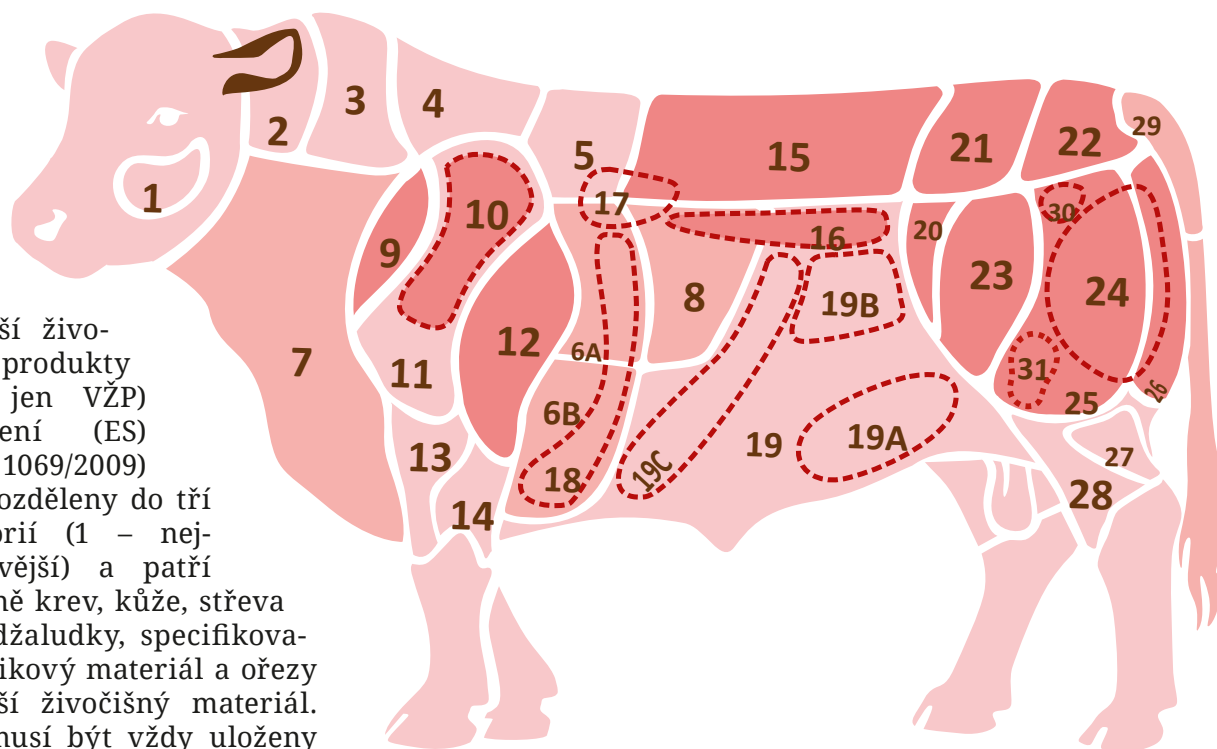 1
2
3
4
5
15
21
22
29
10
17
16
20
30
9
8
19B
23
24
7
12
6A
11
31
25
26
6B
19A
19
13
18
19C
27
14
28
ší živo-
produkty
jen VŽP)
ení (ES)
1069/2009)
ozděleny do tří
orií (1 – nej-
vější) a patří
ně krev, kůže, střeva
džaludky, specifikova-
ikový materiál a ořezy
ší živočišný materiál.
musí být vždy uloženy